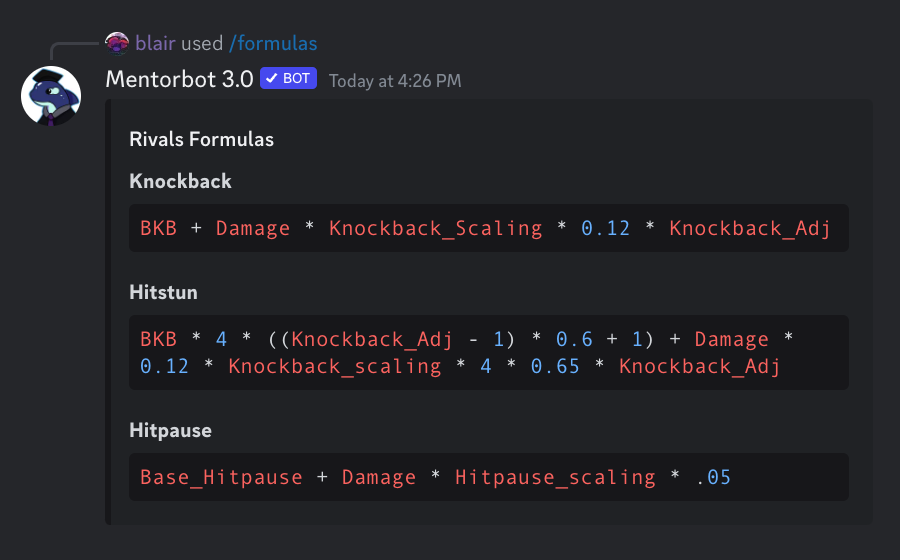 blair used /formulas
Mentorbot 3.0 ✔ BOT Today at 4:26 PM
Rivals Formulas
Knockback
BKB + Damage * Knockback_Scaling * 0.12 * Knockback_Adj
Hitstun
BKB * 4 * ((Knockback_Adj - 1) * 0.6 + 1) + Damage *
0.12 * Knockback_scaling * 4 * 0.65 * Knockback_Adj
Hitpause
Base_Hitpause + Damage * Hitpause_scaling * .05